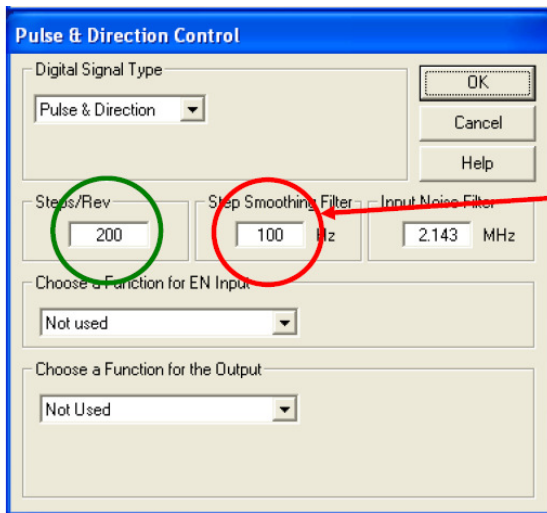 Pulse & Direction Control
Digital Signal Type
Pulse & Direction
OK
Cancel
Help
Steps/Rev
Step Smoothing Filter
Input Noise Filter
200
100 Hz
2.143 MHz
Choose a Function for EN Input
Not used
Choose a Function for the Output
Not Used